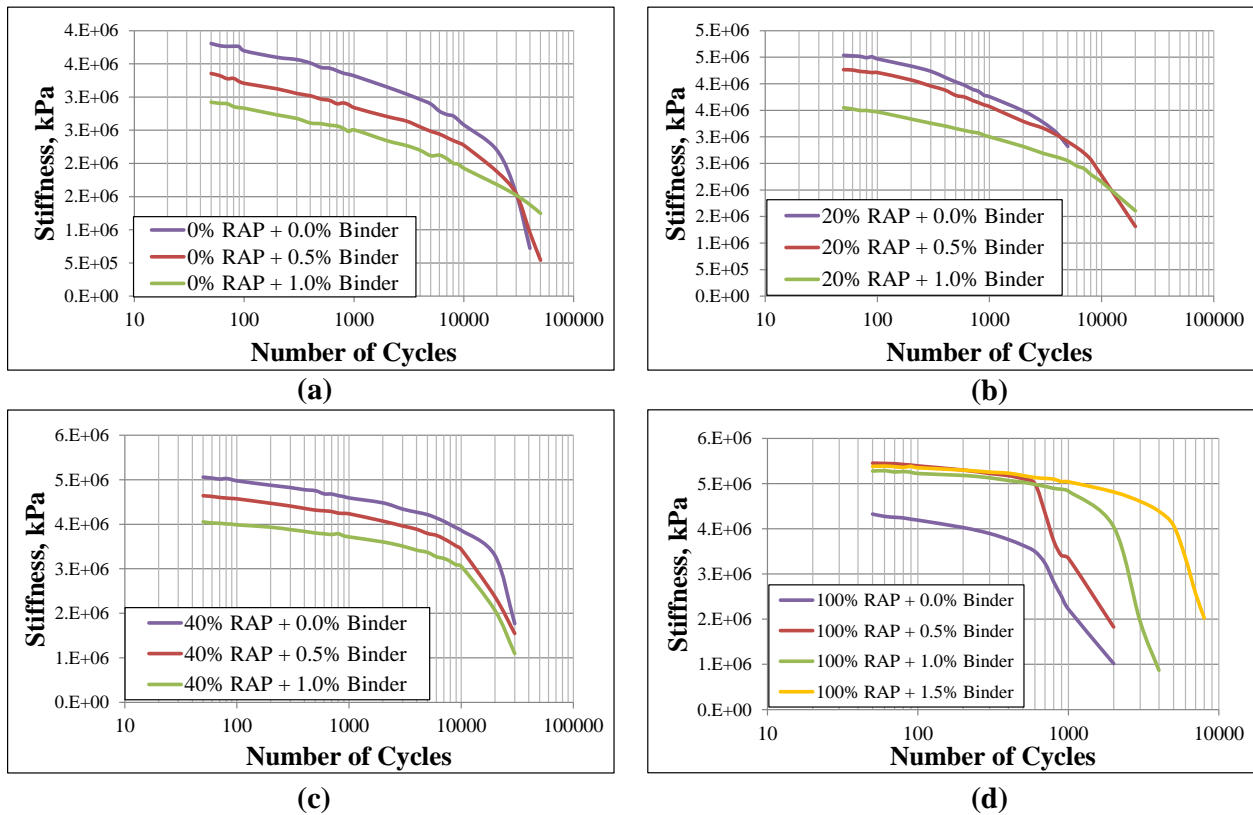 Stiffness, kPa
4.E+06
4.E+06
3.E+06
3.E+06
2.E+06
2.E+06
1.E+06
5.E+05
0.E+00
0% RAP + 0.0% Binder
0% RAP + 0.5% Binder
0% RAP + 1.0% Binder
10 100 1000 10000 100000
Number of Cycles
(a)
Stiffness, kPa
5.E+06
5.E+06
4.E+06
4.E+06
3.E+06
3.E+06
2.E+06
2.E+06
1.E+06
5.E+05
0.E+00
20% RAP + 0.0% Binder
20% RAP + 0.5% Binder
20% RAP + 1.0% Binder
10 100 1000 10000 100000
Number of Cycles
(b)
Stiffness, kPa
6.E+06
5.E+06
4.E+06
3.E+06
2.E+06
1.E+06
0.E+00
40% RAP + 0.0% Binder
40% RAP + 0.5% Binder
40% RAP + 1.0% Binder
10 100 1000 10000 100000
Number of Cycles
(c)
Stiffness, kPa
6.E+06
5.E+06
4.E+06
3.E+06
2.E+06
1.E+06
0.E+00
100% RAP + 0.0% Binder
100% RAP + 0.5% Binder
100% RAP + 1.0% Binder
100% RAP + 1.5% Binder
10 100 1000 10000
Number of Cycles
(d)